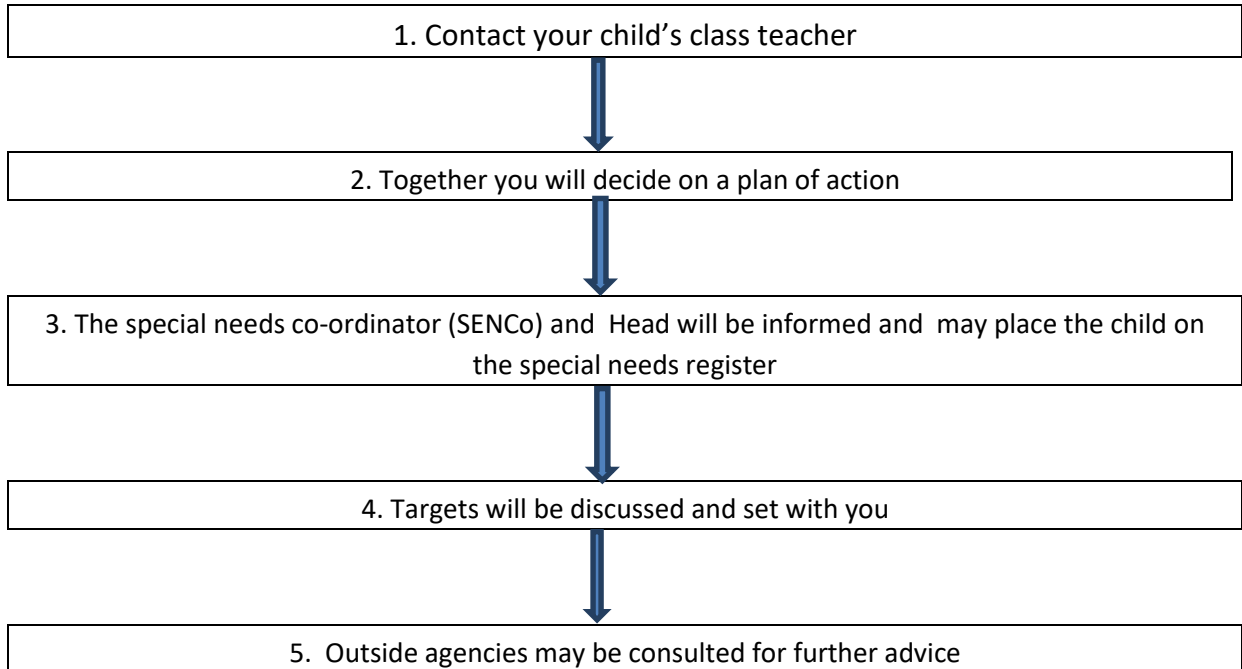 1. Contact your child’s class teacher
2. Together you will decide on a plan of action
3. The special needs co-ordinator (SENCo) and  Head will be informed and  may place the child on
the special needs register
4. Targets will be discussed and set with you
5.  Outside agencies may be consulted for further advice